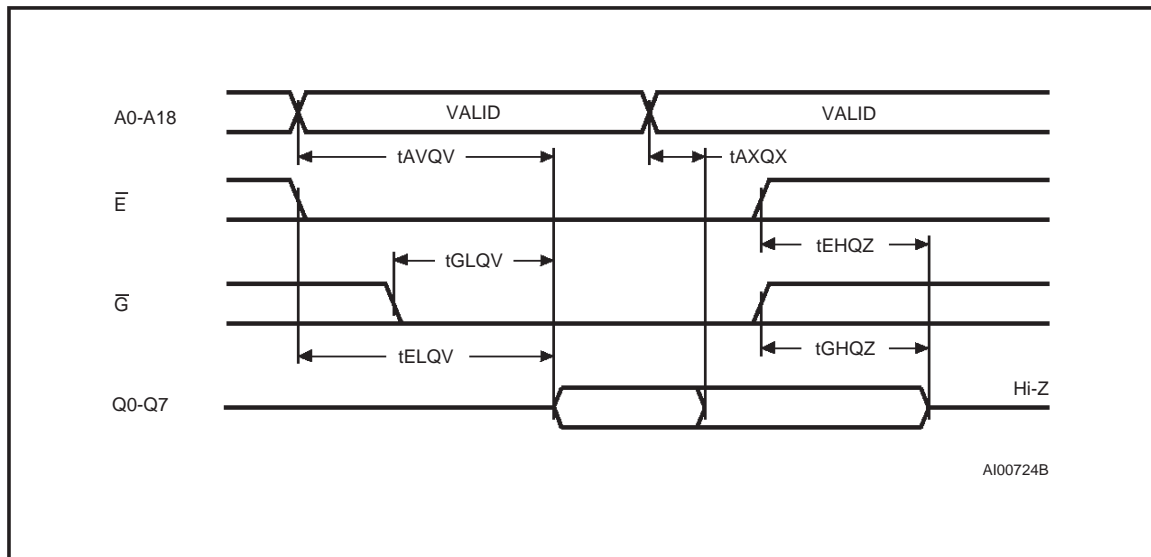 A0-A18
VALID
VALID
tAVQV
tAXQX
E̅
tGLQV
tEHQZ
G̅
tELQV
tGHQZ
Q0-Q7
Hi-Z
AI00724B